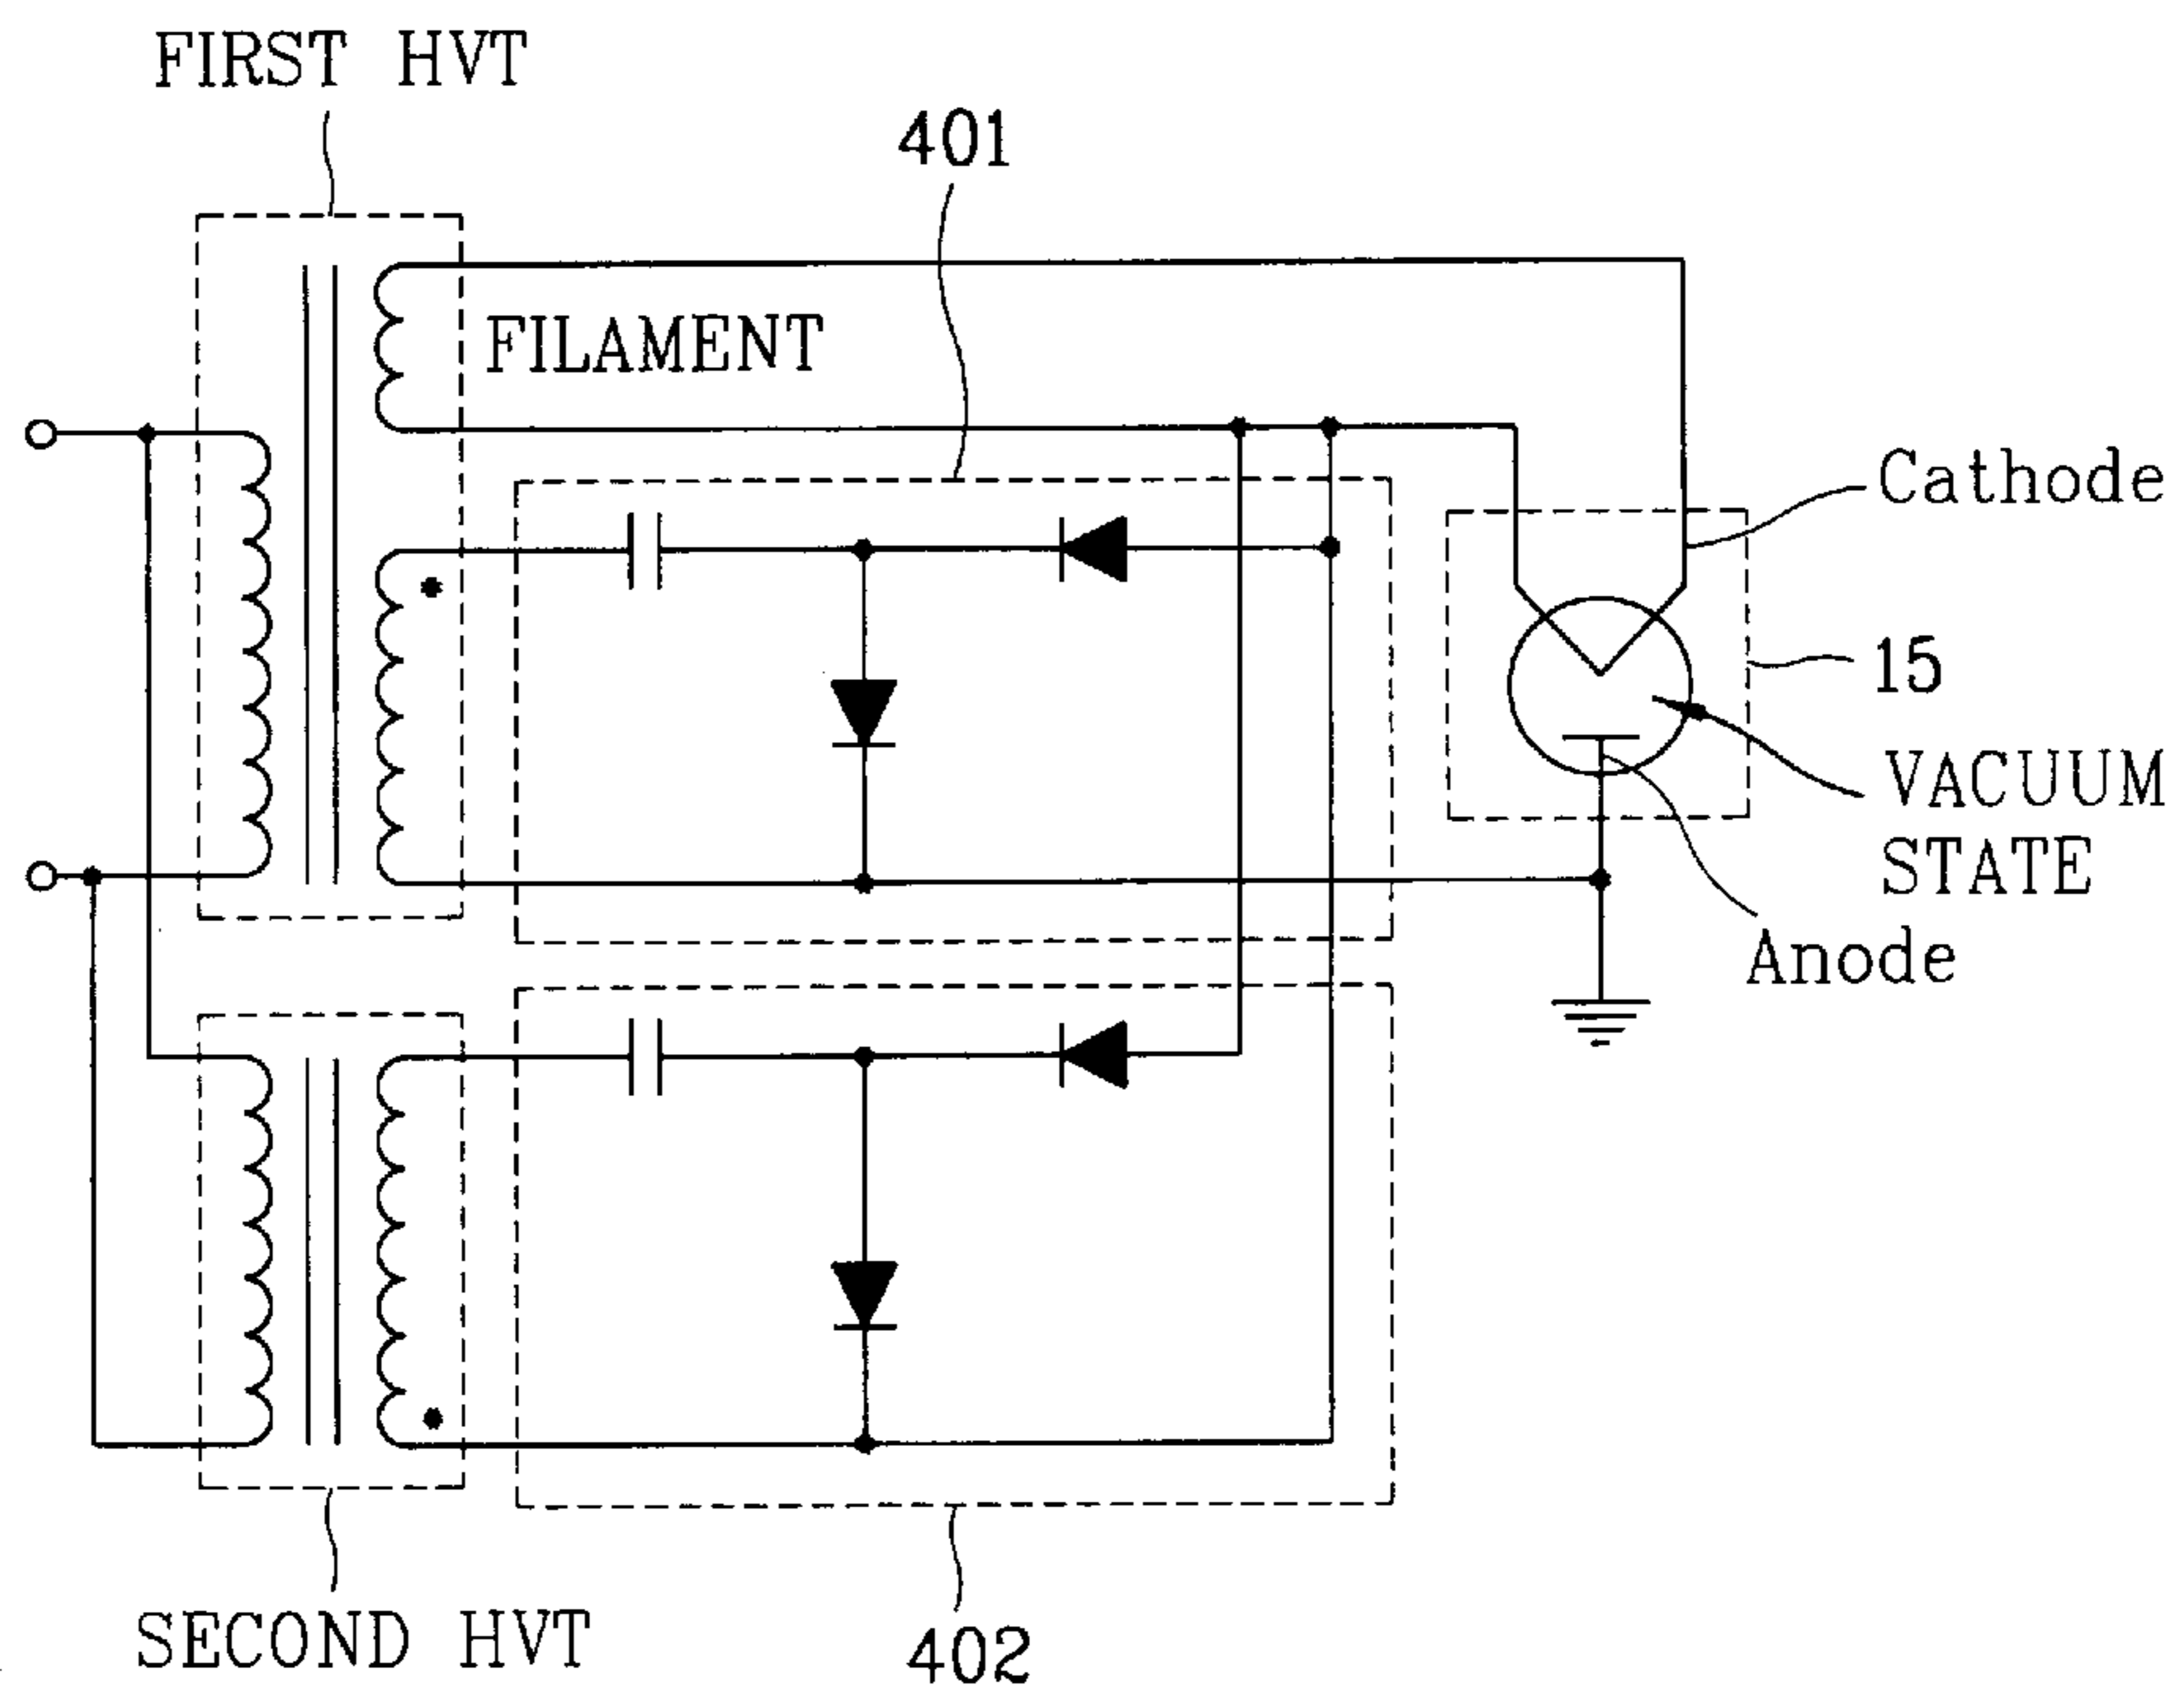 FIRST HVT
401
FILAMENT
Cathode
15
VACUUM
STATE
Anode
SECOND HVT
402